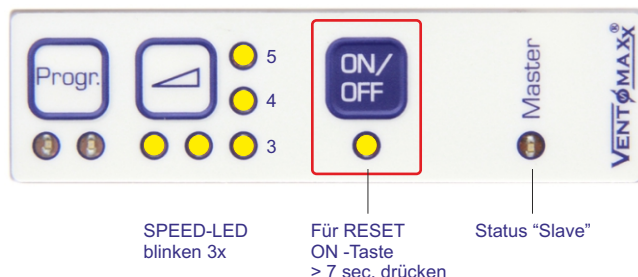 Progr.
5
4
3
ON/
OFF
Master
VENTØMAXX®
SPEED-LED
blinken 3x
Für RESET
ON -Taste
> 7 sec. drücken
Status “Slave”